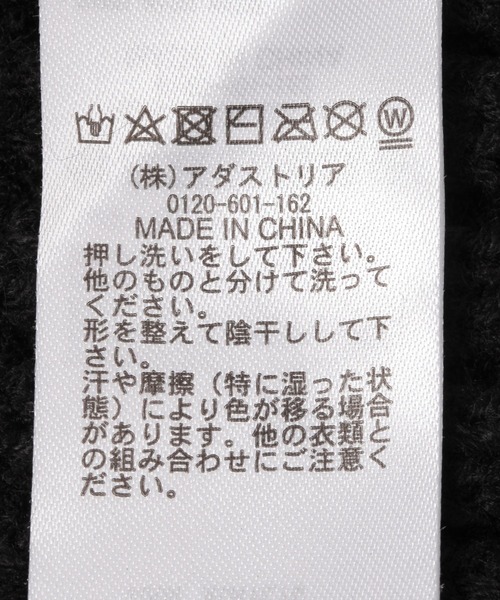 W
(株)アダストリア
0120-601-162
MADE IN CHINA
押し洗いをして下さい。
他のものと分けて洗って
ください。
形を整えて陰干しして下
さい。
汗や摩擦（特に湿った状
態）により色が移る場合
があります。他の衣類と
の組み合わせにご注意く
ださい。